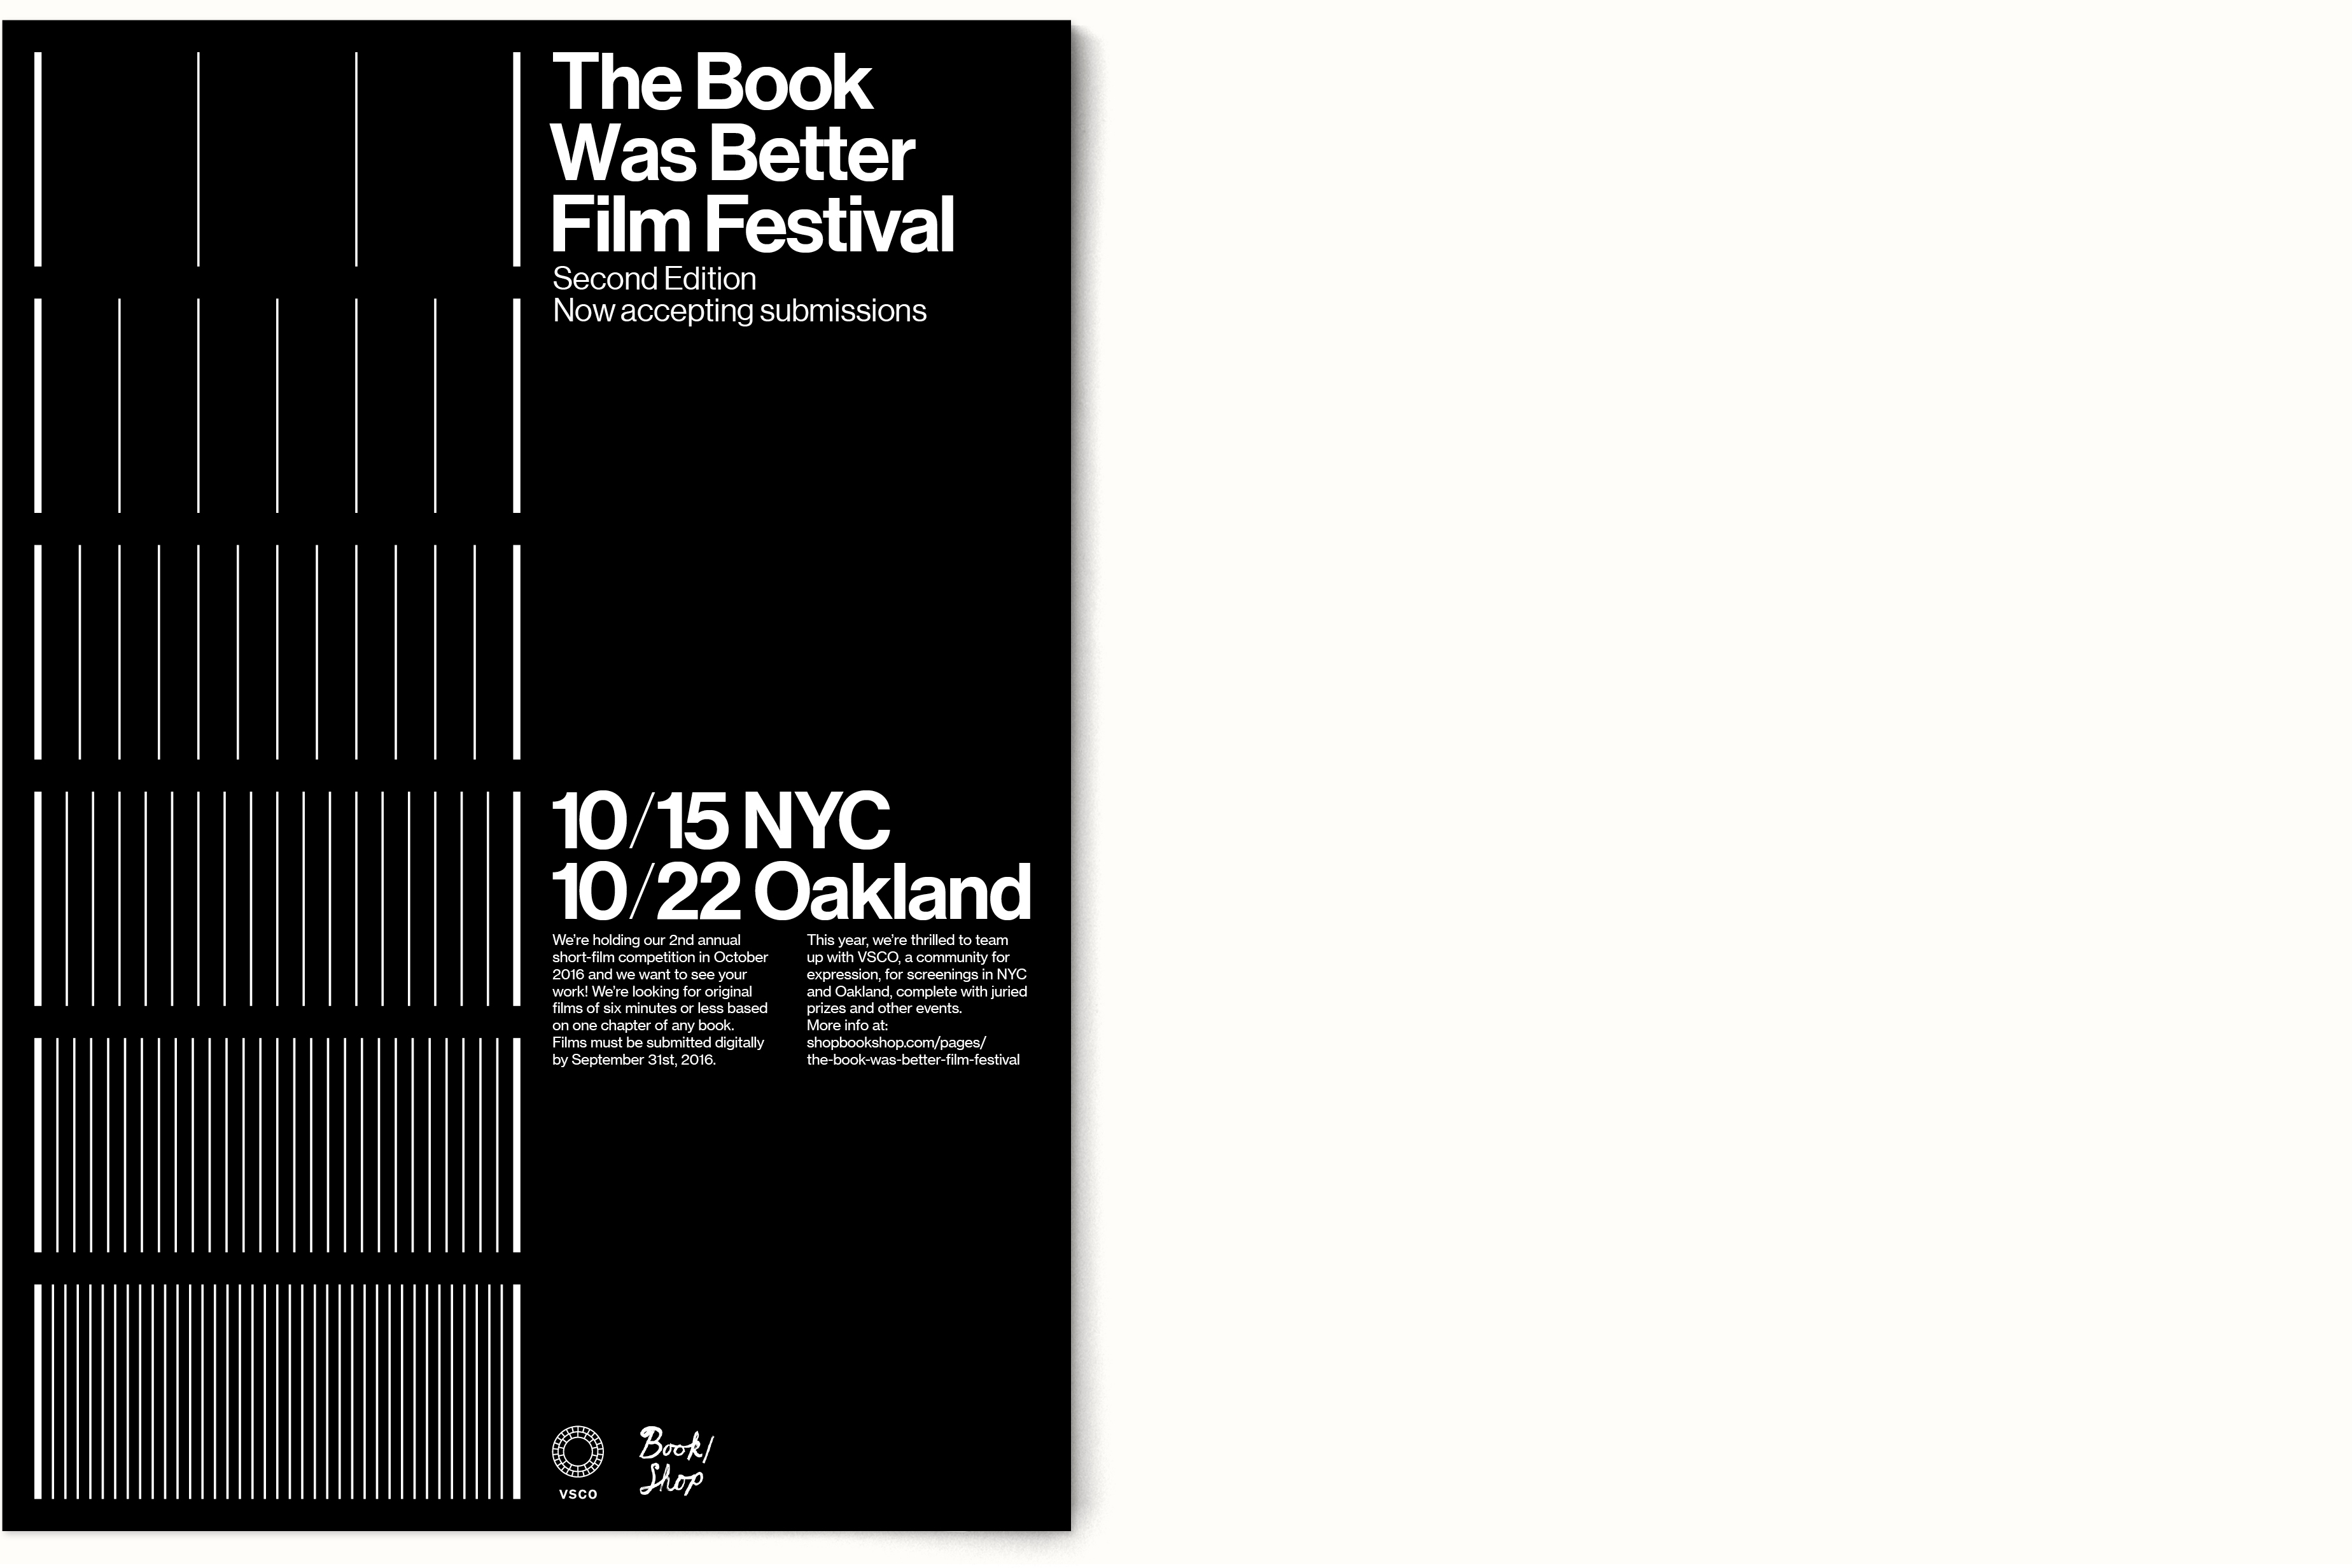 The Book
Was Better
Film Festival
Second Edition
Now accepting submissions
10/15 NYC
10/22 Oakland
We're holding our 2nd annual
short-film competition in October
2016 and we want to see your
work! We're looking for original
films of six minutes or less based
on one chapter of any book.
Films must be submitted digitally
by September 31st, 2016.
This year, we're thrilled to team
up with VSCO, a community for
expression, for screenings in NYC
and Oakland, complete with juried
prizes and other events.
More info at:
shopbookshop.com/pages/
the-book-was-better-film-festival
VSCO
Book/
Shop